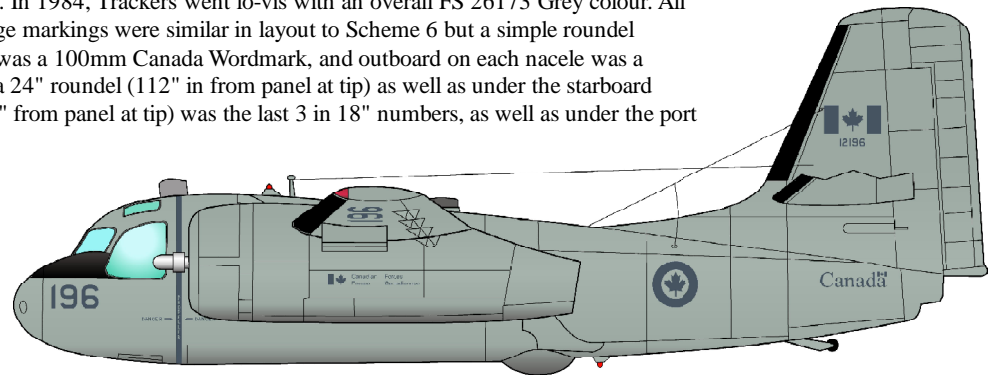 . In 1984, Trackers went lo-vis with an overall FS 26173 Grey colour. All
ge markings were similar in layout to Scheme 6 but a simple roundel
was a 100mm Canada Wordmark, and outboard on each nacele was a
a 24" roundel (112" in from panel at tip) as well as under the starboard
" from panel at tip) was the last 3 in 18" numbers, as well as under the port
12196
196
Canadian Forces
Canada
196